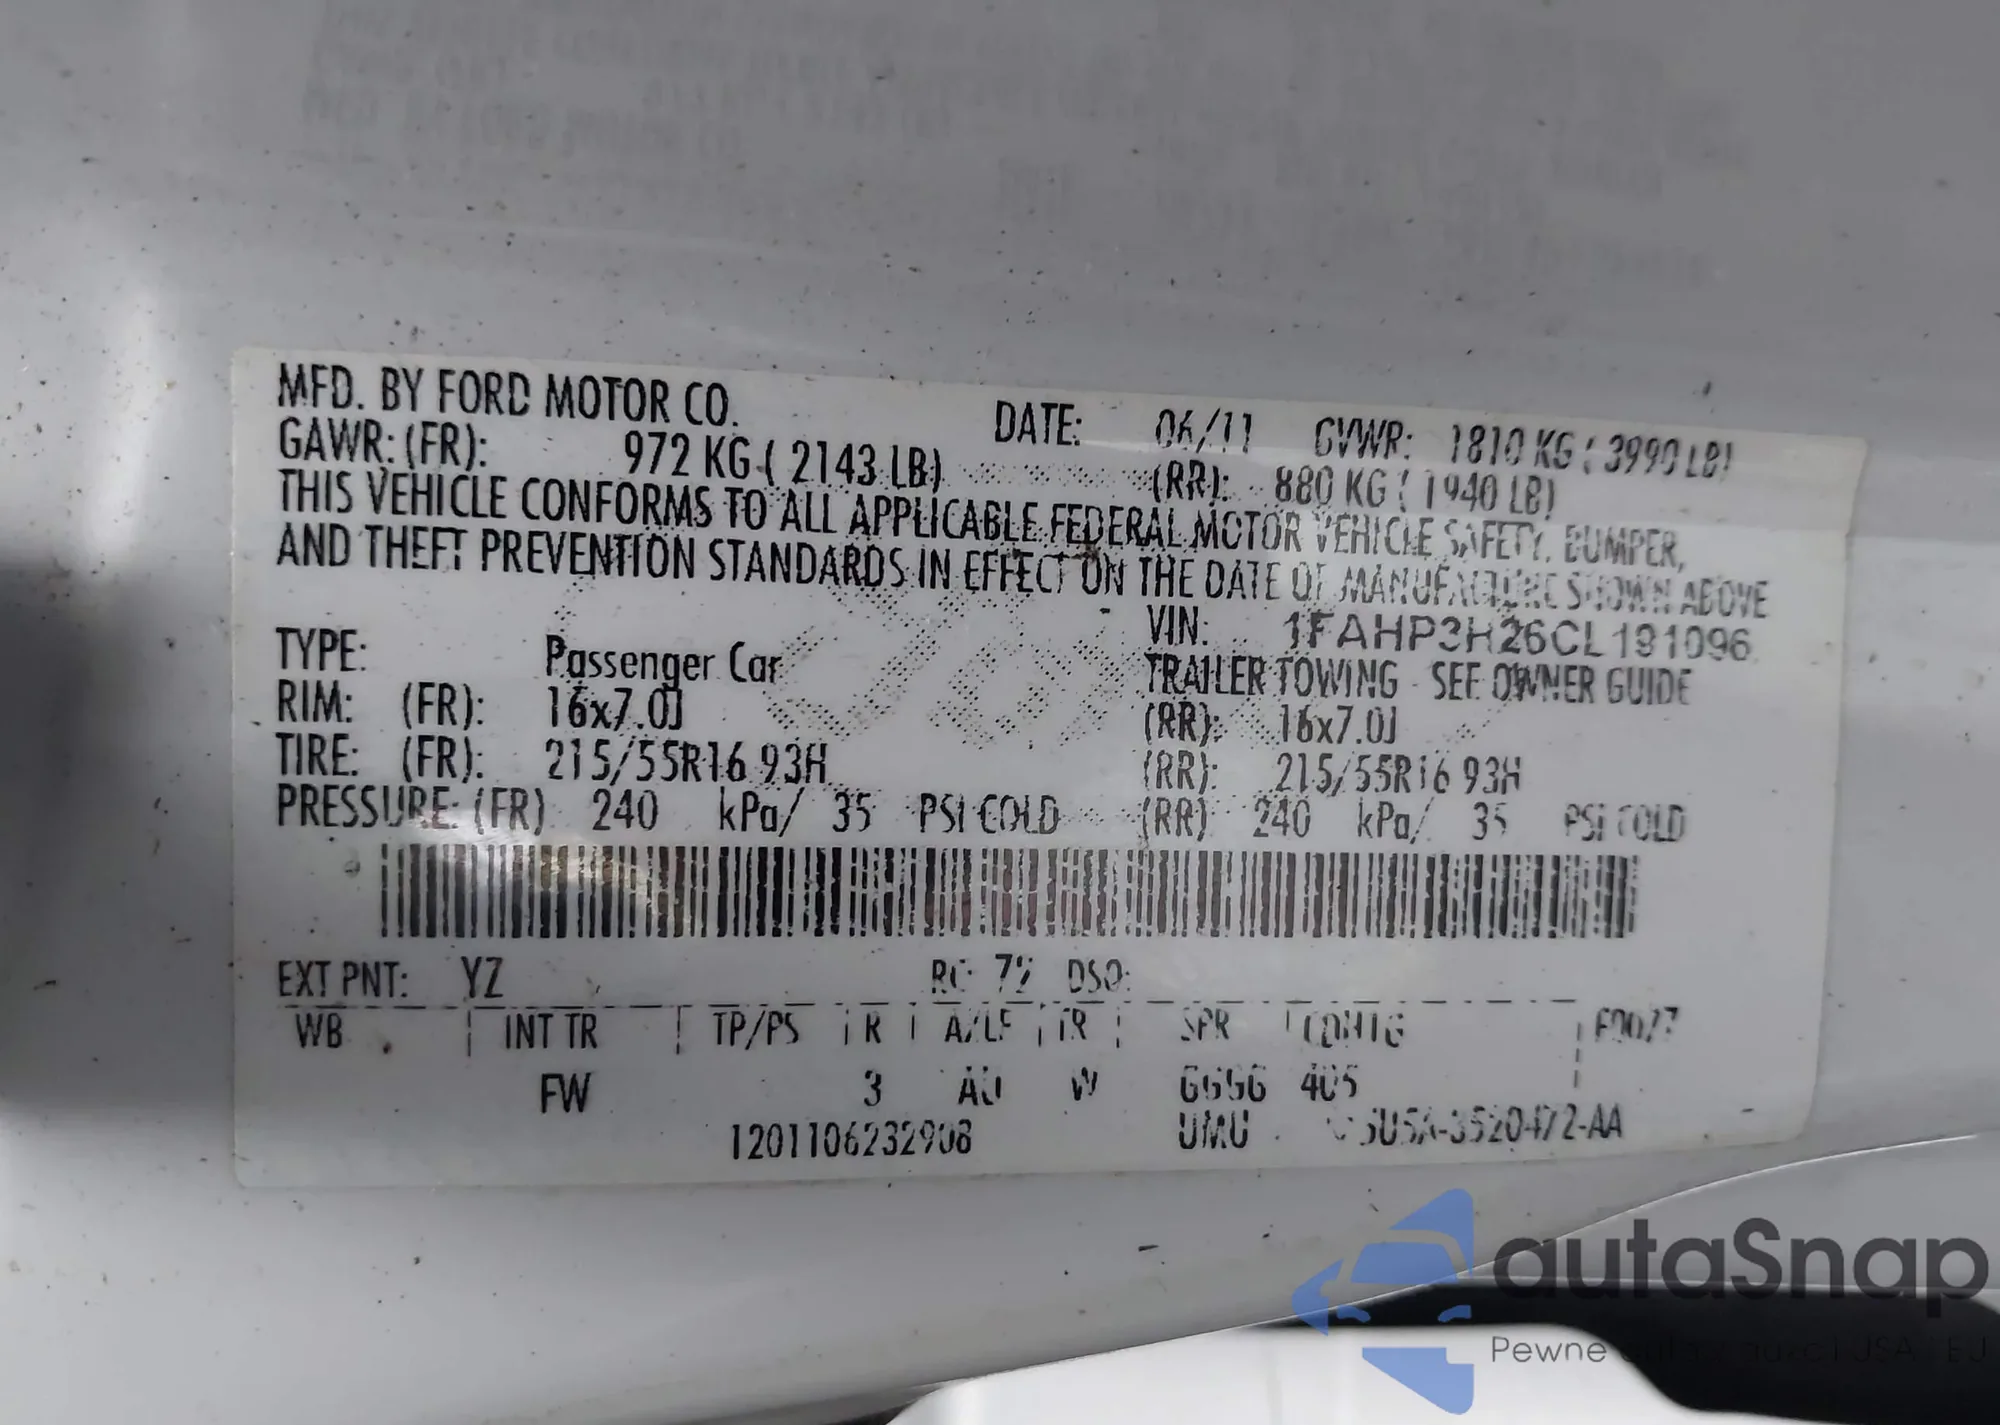 MFD. BY FORD MOTOR CO. DATE: 06/11 GVWR: 1810 KG ( 3990 LB)
GAWR: (FR): 972 KG ( 2143 LB) (RR): 880 KG ( 1940 LB)
THIS VEHICLE CONFORMS TO ALL APPLICABLE FEDERAL MOTOR VEHICLE SAFETY, BUMPER,
AND THEFT PREVENTION STANDARDS IN EFFECT ON THE DATE OF MANUFACTURE SHOWN ABOVE
VIN: 1FAHP3H26CL191096
TYPE: Passenger Car TRAILER TOWING - SEE OWNER GUIDE
RIM: (FR): 16x7.0J (RR): 16x7.0J
TIRE: (FR): 215/55R16 93H (RR): 215/55R16 93H
PRESSURE: (FR) 240 kPa/ 35 PSI COLD (RR) 240 kPa/ 35 PSI COLD
EXT PNT: YZ RC: 72 DSO:
WB INT TR TP/PS R A/LF TR SPR
FW 3 W GGGG 405
1201106232908 UMU
autaSnap
Pewne